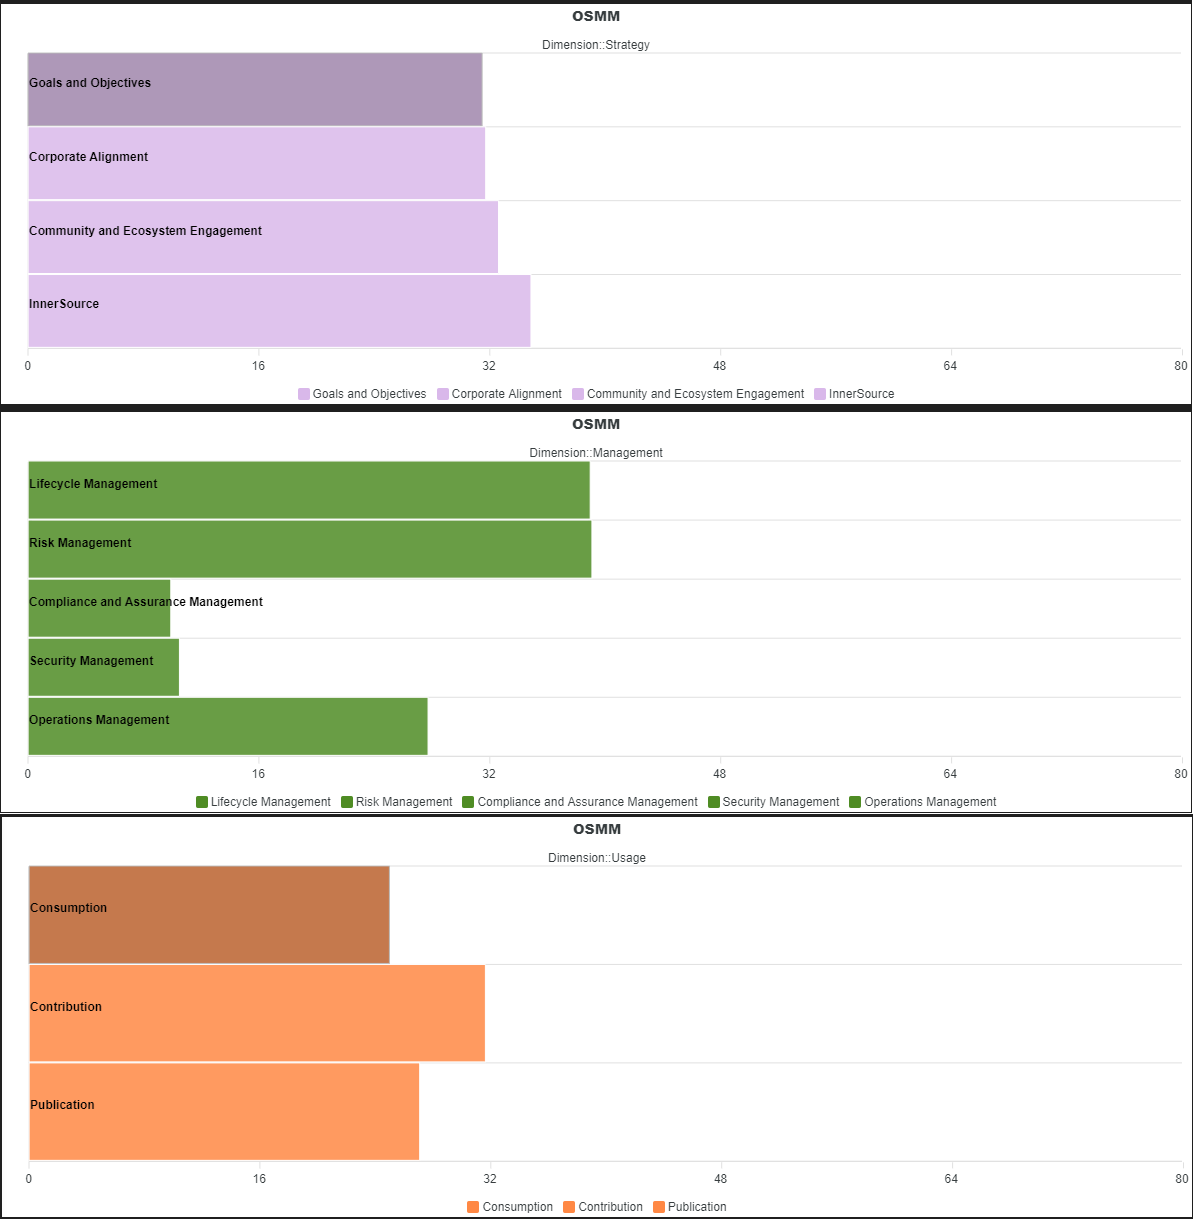 OSMM
Dimension::Strategy
Goals and Objectives
Corporate Alignment
Community and Ecosystem Engagement
InnerSource
0 16 32 48 64 80
Goals and Objectives Corporate Alignment Community and Ecosystem Engagement InnerSource
OSMM
Dimension::Management
Lifecycle Management
Risk Management
Compliance and Assurance Management
Security Management
Operations Management
0 16 32 48 64 80
Lifecycle Management Risk Management Compliance and Assurance Management Security Management Operations Management
OSMM
Dimension::Usage
Consumption
Contribution
Publication
0 16 32 48 64 80
Consumption Contribution Publication